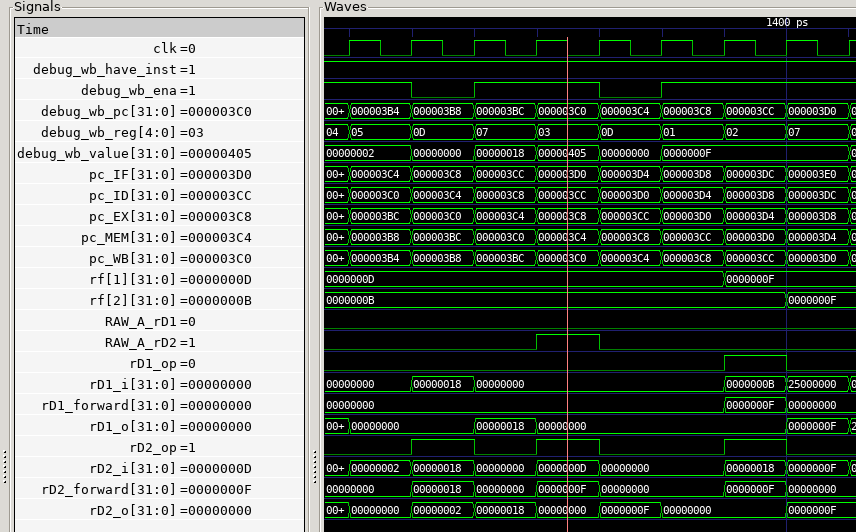 Signals Waves
Time 1400 ps
clk=0
debug_wb_have_inst=1
debug_wb_ena=1
debug_wb_pc[31:0]=000003C0 00+ 000003B4 000003B8 000003BC 000003C0 000003C4 000003C8 000003CC 000003D0 0
debug_wb_reg[4:0]=03 04 05 0D 07 03 0D 01 02 07 0
debug_wb_value[31:0]=00000405 00000002 00000000 00000018 00000405 00000000 0000000F 0
pc_IF[31:0]=000003D0 00+ 000003C4 000003C8 000003CC 000003D0 000003D4 000003D8 000003DC 000003E0 0
pc_ID[31:0]=000003CC 00+ 000003C0 000003C4 000003C8 000003CC 000003D0 000003D4 000003D8 000003DC 0
pc_EX[31:0]=000003C8 00+ 000003BC 000003C0 000003C4 000003C8 000003CC 000003D0 000003D4 000003D8 0
pc_MEM[31:0]=000003C4 00+ 000003B8 000003BC 000003C0 000003C4 000003C8 000003CC 000003D0 000003D4 0
pc_WB[31:0]=000003C0 00+ 000003B4 000003B8 000003BC 000003C0 000003C4 000003C8 000003CC 000003D0 0
rf[1][31:0]=0000000D 0000000D 0000000F
rf[2][31:0]=0000000B 0000000B 0000000F
RAW_A_rD1=0
RAW_A_rD2=1
rD1_op=0
rD1_i[31:0]=00000000 00000000 00000018 00000000 0000000B 25000000 0
rD1_forward[31:0]=00000000 00000000 0000000F 00000000
rD1_o[31:0]=00000000 00+ 00000000 00000018 00000000 0000000F 2
rD2_op=1
rD2_i[31:0]=0000000D 00+ 00000002 00000018 00000000 0000000D 00000000 00000018 0000000F 0
rD2_forward[31:0]=0000000F 00000000 00000018 00000000 0000000F 00000000 0000000F 00000000
rD2_o[31:0]=00000000 00+ 00000000 00000002 00000018 00000000 0000000F 00000000 0000000F